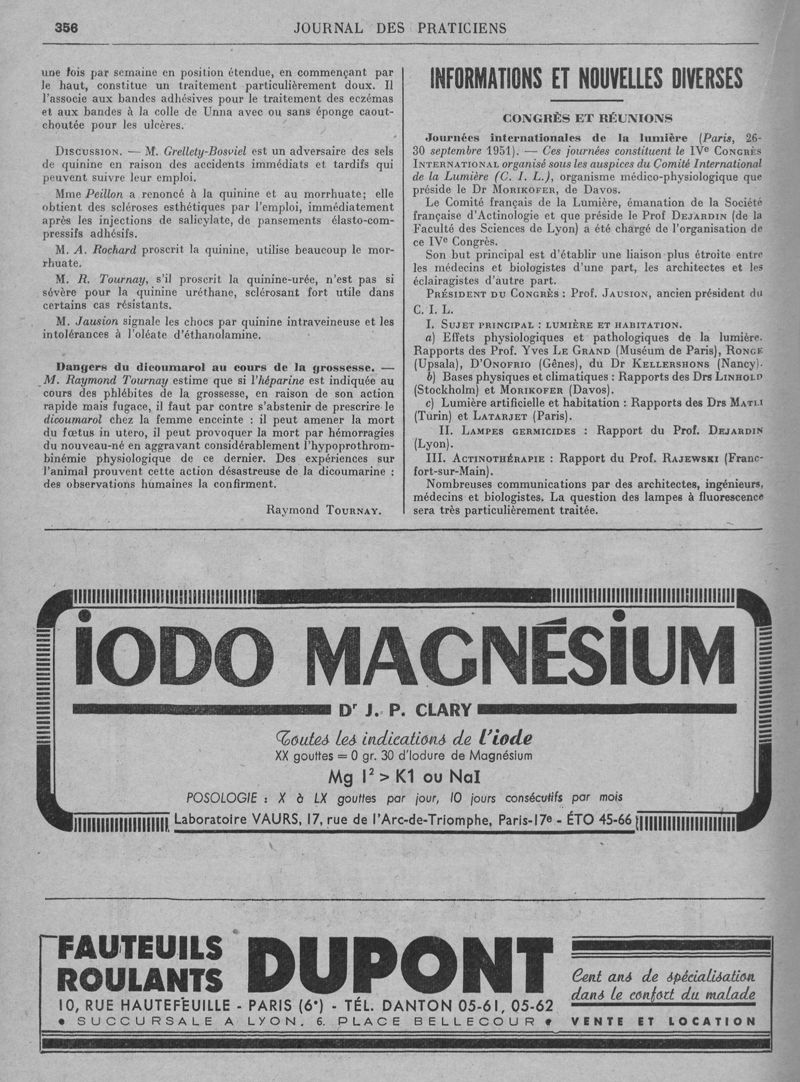 356
JOURNAL DES PRATICIENS
une fois par semaine en position étendue, en commençant par
le haut, constitue un traitement particulièrement doux. Il
l'associe aux bandes adhésives pour le traitement des eczémas
et aux bandes à la colle de Unna avec ou sans éponge caout-
choutée pour les ulcères.
DISCUSSION. — M. Grellety-Bosviel est un adversaire des sels
de quinine en raison des accidents immédiats et tardifs qui
peuvent suivre leur emploi.
Mme Peillon a renoncé à la quinine et au morrhuate; elle
obtient des scléroses esthétiques par l'emploi, immédiatement
après les injections de salicylate, de pansements élasto-com-
pressifs adhésifs.
M. A. Rochard proscrit la quinine, utilise beaucoup le mor-
rhuate.
M. R. Tournay, s'il proscrit la quinine-urée, n'est pas si
sévère pour la quinine uréthane, sclérosant fort utile dans
certains cas résistants.
M. Jausion signale les chocs par quinine intraveineuse et les
intolérances à l'oléate d'éthanolamine.
Dangers du dicoumarol au cours de la grossesse. —
M. Raymond Tournay estime que si l'héparine est indiquée au
cours des phlébites de la grossesse, en raison de son action
rapide mais fugace, il faut par contre s'abstenir de prescrire le
dicoumarol chez la femme enceinte : il peut amener la mort
du fœtus in utero, il peut provoquer la mort par hémorragies
du nouveau-né en aggravant considérablement l'hypoprothrom-
binémie physiologique de ce dernier. Des expériences sur
l'animal prouvent cette action désastreuse de la dicoumarine :
des observations humaines la confirment.
Raymond TOURNAY.
INFORMATIONS ET NOUVELLES DIVERSES
CONGRÈS ET RÉUNIONS
Journées internationales de la lumière (Paris, 26-
30 septembre 1951). — Ces journées constituent le IVe CONGRÈS
INTERNATIONAL organisé sous les auspices du Comité International
de la Lumière (C. I. L.), organisme médico-physiologique que
préside le Dr MORIKOFER, de Davos.
Le Comité français de la Lumière, émanation de la Société
française d'Actinologie et que préside le Prof DEJARDIN (de la
Faculté des Sciences de Lyon) a été chargé de l'organisation de
ce IVe Congrès.
Son but principal est d'établir une liaison plus étroite entre
les médecins et biologistes d'une part, les architectes et les
éclairagistes d'autre part.
PRÉSIDENT DU CONGRÈS : Prof. JAUSION, ancien président du
C. I. L.
I. SUJET PRINCIPAL : LUMIÈRE ET HABITATION.
a) Effets physiologiques et pathologiques de la lumière.
Rapports des Prof. Yves LE GRAND (Muséum de Paris), RONGE
(Upsala), D'ONOFRIO (Gênes), du Dr KELLERSHONS (Nancy).
b) Bases physiques et climatiques : Rapports des Drs LINHOLD
(Stockholm) et MORIKOFER (Davos).
c) Lumière artificielle et habitation : Rapports des Drs MATLI
(Turin) et LATARJET (Paris).
II. LAMPES GERMICIDES : Rapport du Prof. DEJARDIN
(Lyon).
III. ACTINOTHÉRAPIE : Rapport du Prof. RAJEWSKI (Franc-
fort-sur-Main).
Nombreuses communications par des architectes, ingénieurs,
médecins et biologistes. La question des lampes à fluorescence
sera très particulièrement traitée.
IODO MAGNÉSIUM
Dr J. P. CLARY
Toutes les indications de l'iode
XX gouttes = 0 gr. 30 d'Iodure de Magnésium
Mg I² > K1 ou NaI
POSOLOGIE : X à LX gouttes par jour, 10 jours consécutifs par mois
Laboratoire VAURS, 17, rue de l'Arc-de-Triomphe, Paris-17e - ÉTO 45-66
FAUTEUILS
ROULANTS
DUPONT
Cent ans de spécialisation
dans le confort du malade
10, RUE HAUTEFEUILLE - PARIS (6e) - TÉL. DANTON 05-61, 05-62
• SUCCURSALE A LYON, 6, PLACE BELLECOUR • VENTE ET LOCATION